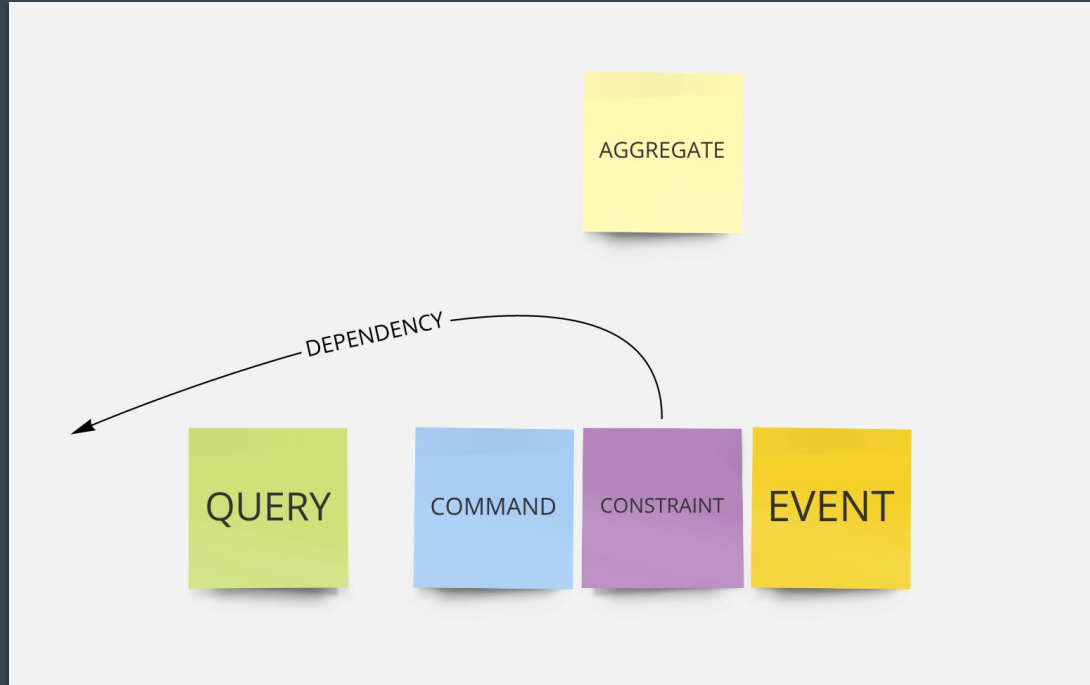 AGGREGATE
DEPENDENCY
QUERY
COMMAND
CONSTRAINT
EVENT